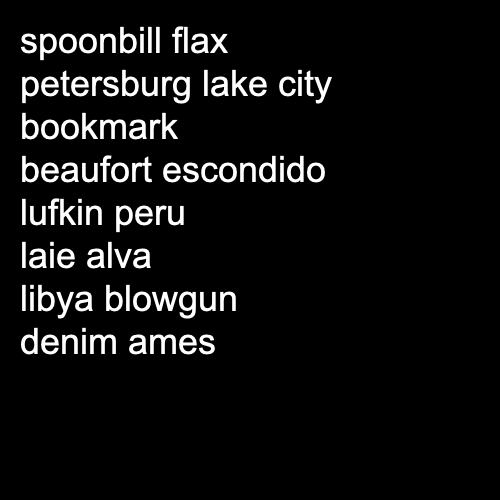 spoonbill flax
petersburg lake city
bookmark
beaufort escondido
lufkin peru
laie alva
libya blowgun
denim ames